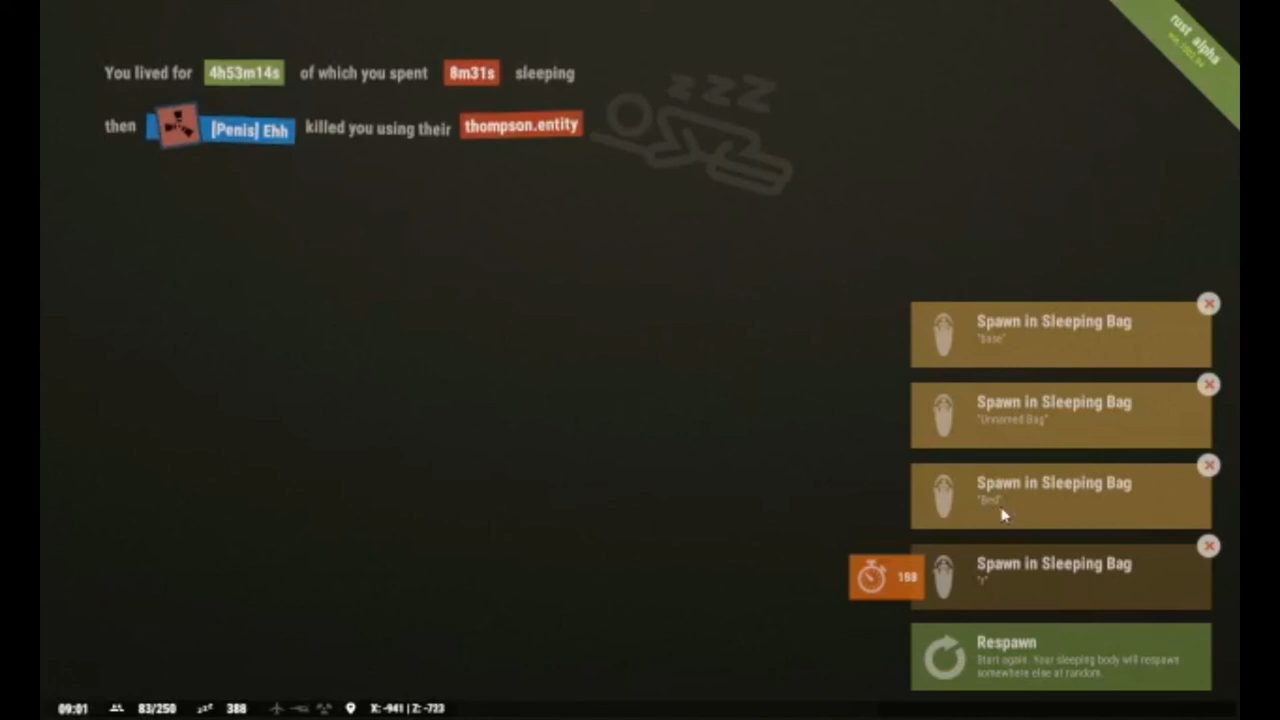 rust alpha
You lived for 4h53m14s of which you spent 8m31s sleeping
then [Penis] Ehh killed you using their thompson.entity
Spawn in Sleeping Bag
Spawn in Sleeping Bag
"Unnamed Bag"
Spawn in Sleeping Bag
Spawn in Sleeping Bag
Respawn
Start again. Your sleeping body will respawn
somewhere else at random.
09:01 83/250 388 X: -941 | Z: -723